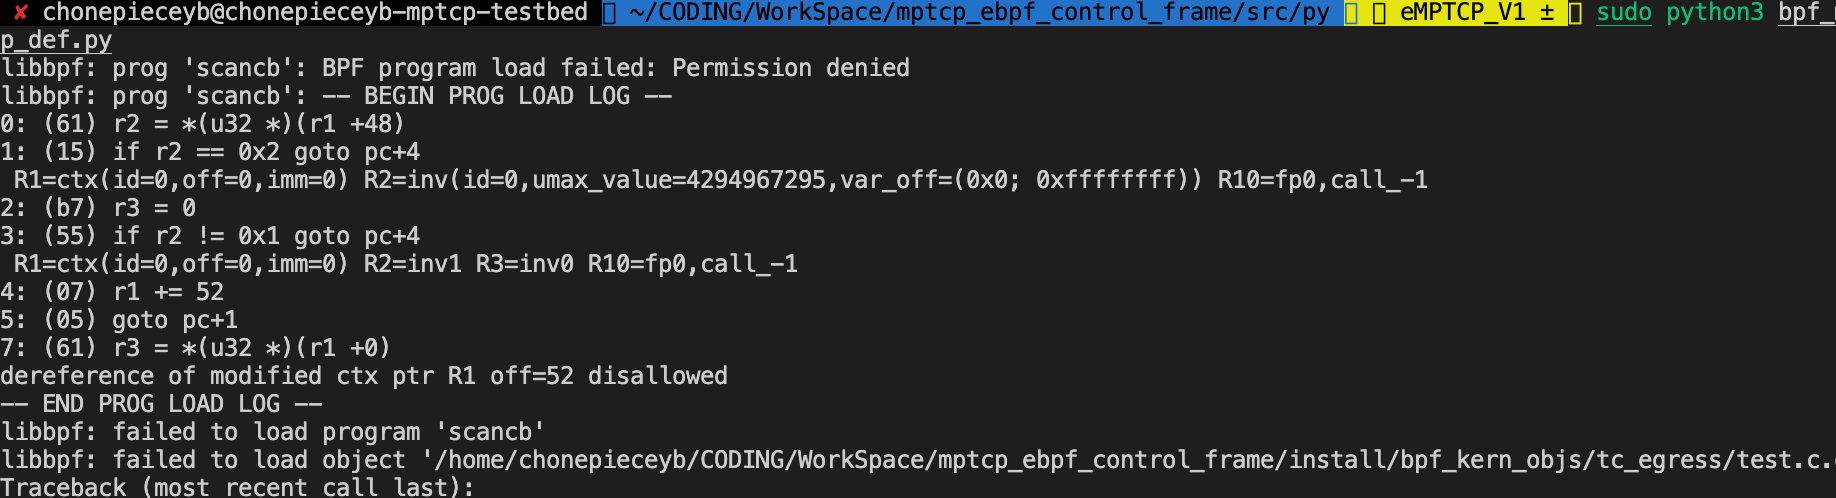 ✘ chonepieceyb@chonepieceyb-mptcp-testbed ~/CODING/WorkSpace/mptcp_ebpf_control_frame/src/py eMPTCP_V1 ± sudo python3 bpf_
p_def.py
libbpf: prog 'scancb': BPF program load failed: Permission denied
libbpf: prog 'scancb': -- BEGIN PROG LOAD LOG --
0: (61) r2 = *(u32 *)(r1 +48)
1: (15) if r2 == 0x2 goto pc+4
 R1=ctx(id=0,off=0,imm=0) R2=inv(id=0,umax_value=4294967295,var_off=(0x0; 0xffffffff)) R10=fp0,call_-1
2: (b7) r3 = 0
3: (55) if r2 != 0x1 goto pc+4
 R1=ctx(id=0,off=0,imm=0) R2=inv1 R3=inv0 R10=fp0,call_-1
4: (07) r1 += 52
5: (05) goto pc+1
7: (61) r3 = *(u32 *)(r1 +0)
dereference of modified ctx ptr R1 off=52 disallowed
-- END PROG LOAD LOG --
libbpf: failed to load program 'scancb'
libbpf: failed to load object '/home/chonepieceyb/CODING/WorkSpace/mptcp_ebpf_control_frame/install/bpf_kern_objs/tc_egress/test.c.
Traceback (most recent call last):